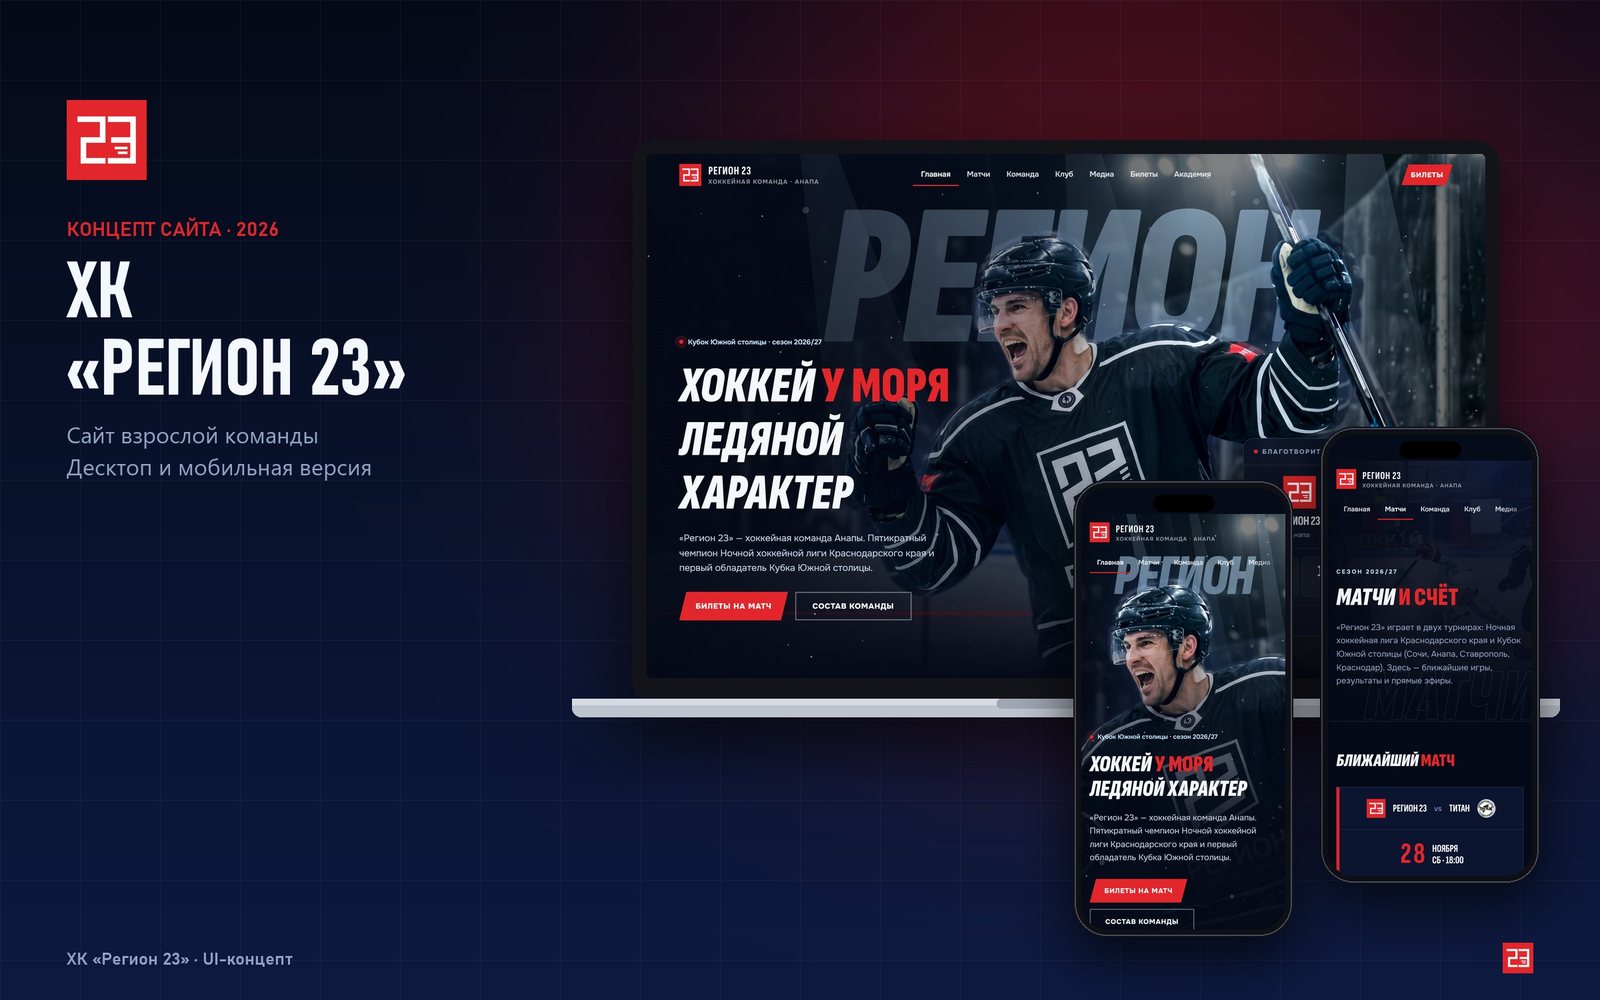 23
КОНЦЕПТ САЙТА · 2026
ХК
«РЕГИОН 23»
Сайт взрослой команды
Десктоп и мобильная версия
ХК «Регион 23» · UI-концепт
23
РЕГИОН 23
ХОККЕЙНАЯ КОМАНДА · АНАПА
Главная Матчи Команда Клуб Медиа Билеты Академия
БИЛЕТЫ
РЕГИОН
Кубок Южной столицы · сезон 2026/27
ХОККЕЙ У МОРЯ
ЛЕДЯНОЙ
ХАРАКТЕР
«Регион 23» — хоккейная команда Анапы. Пятикратный
чемпион Ночной хоккейной лиги Краснодарского края и
первый обладатель Кубка Южной столицы.
БИЛЕТЫ НА МАТЧ
СОСТАВ КОМАНДЫ
23
РЕГИОН 23
ХОККЕЙНАЯ КОМАНДА · АНАПА
Главная Матчи Команда Клуб Медиа
РЕГИОН
Кубок Южной столицы · сезон 2026/27
ХОККЕЙ У МОРЯ
ЛЕДЯНОЙ ХАРАКТЕР
«Регион 23» — хоккейная команда Анапы.
Пятикратный чемпион Ночной хоккейной
лиги Краснодарского края и первый
обладатель Кубка Южной столицы.
БИЛЕТЫ НА МАТЧ
СОСТАВ КОМАНДЫ
23
РЕГИОН 23
ХОККЕЙНАЯ КОМАНДА · АНАПА
Главная Матчи Команда Клуб Медиа
СЕЗОН 2026/27
МАТЧИ И СЧЁТ
«Регион 23» играет в двух турнирах: Ночная
хоккейная лига Краснодарского края и Кубок
Южной столицы (Сочи, Анапа, Ставрополь,
Краснодар). Здесь — ближайшие игры,
результаты и прямые эфиры.
МАТЧИ
БЛИЖАЙШИЙ МАТЧ
23 РЕГИОН 23 VS ТИТАН
28 НОЯБРЯ
СБ · 18:00
23